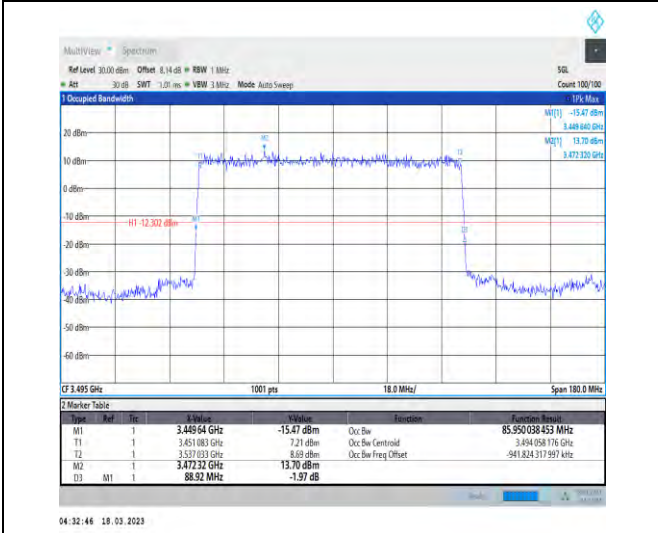 MultiView Spectrum
Ref Level 30.00 dBm Offset 8.14 dB RBW 1 MHz SGL
Att 30 dB SWT 1.01 ms VBW 3 MHz Mode Auto Sweep Count 100/100
1 Occupied Bandwidth 1Pk Max
M1[1] -15.47 dBm
3.449 640 GHz
20 dBm M2 M2[1] 13.70 dBm
3.472 320 GHz
10 dBm T1
0 dBm
-10 dBm M1
H1 -12.302 dBm
-20 dBm D3
-30 dBm
-40 dBm
-50 dBm
-60 dBm
CF 3.495 GHz 1001 pts 18.0 MHz/ Span 180.0 MHz
2 Marker Table
Type Ref Trc X-Value Y-Value Function Function Result
M1 1 3.449 64 GHz -15.47 dBm Occ Bw 85.950 038 453 MHz
T1 1 3.451 083 GHz 7.21 dBm Occ Bw Centroid 3.494 058 176 GHz
T2 1 3.537 033 GHz 8.69 dBm Occ Bw Freq Offset -941.824 317 997 kHz
M2 1 3.472 32 GHz 13.70 dBm
D3 M1 1 88.92 MHz -1.97 dB
04:32:46 18.03.2023